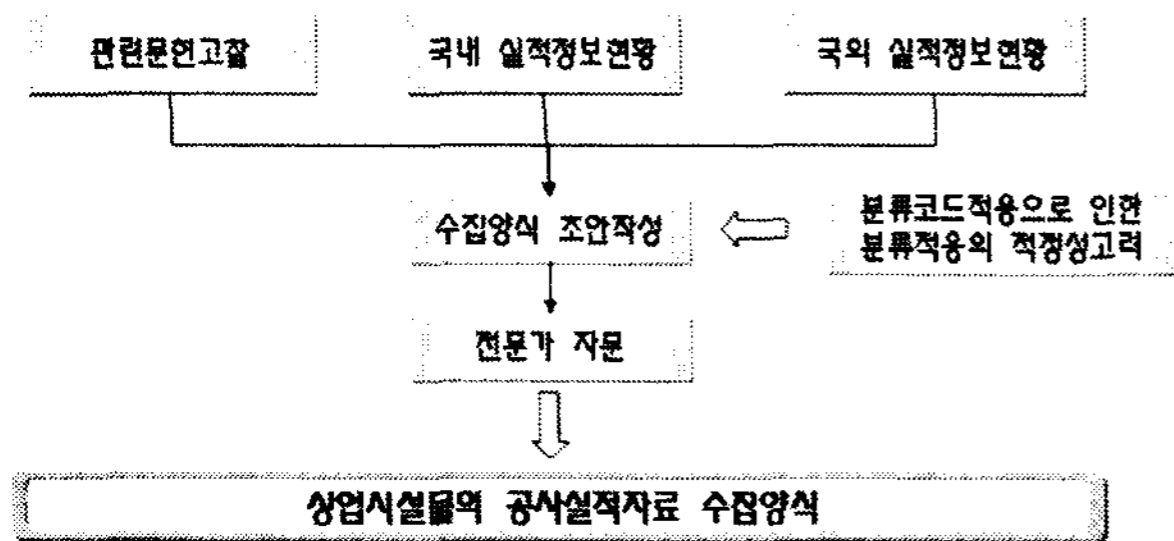 관련문헌고찰
국내 실적정보현황
국외 실적정보현황
수집양식 초안작성
분류코드적용으로 인한
분류적용의 적정성고려
전문가 자문
상업시설물의 공사실적자료 수집양식